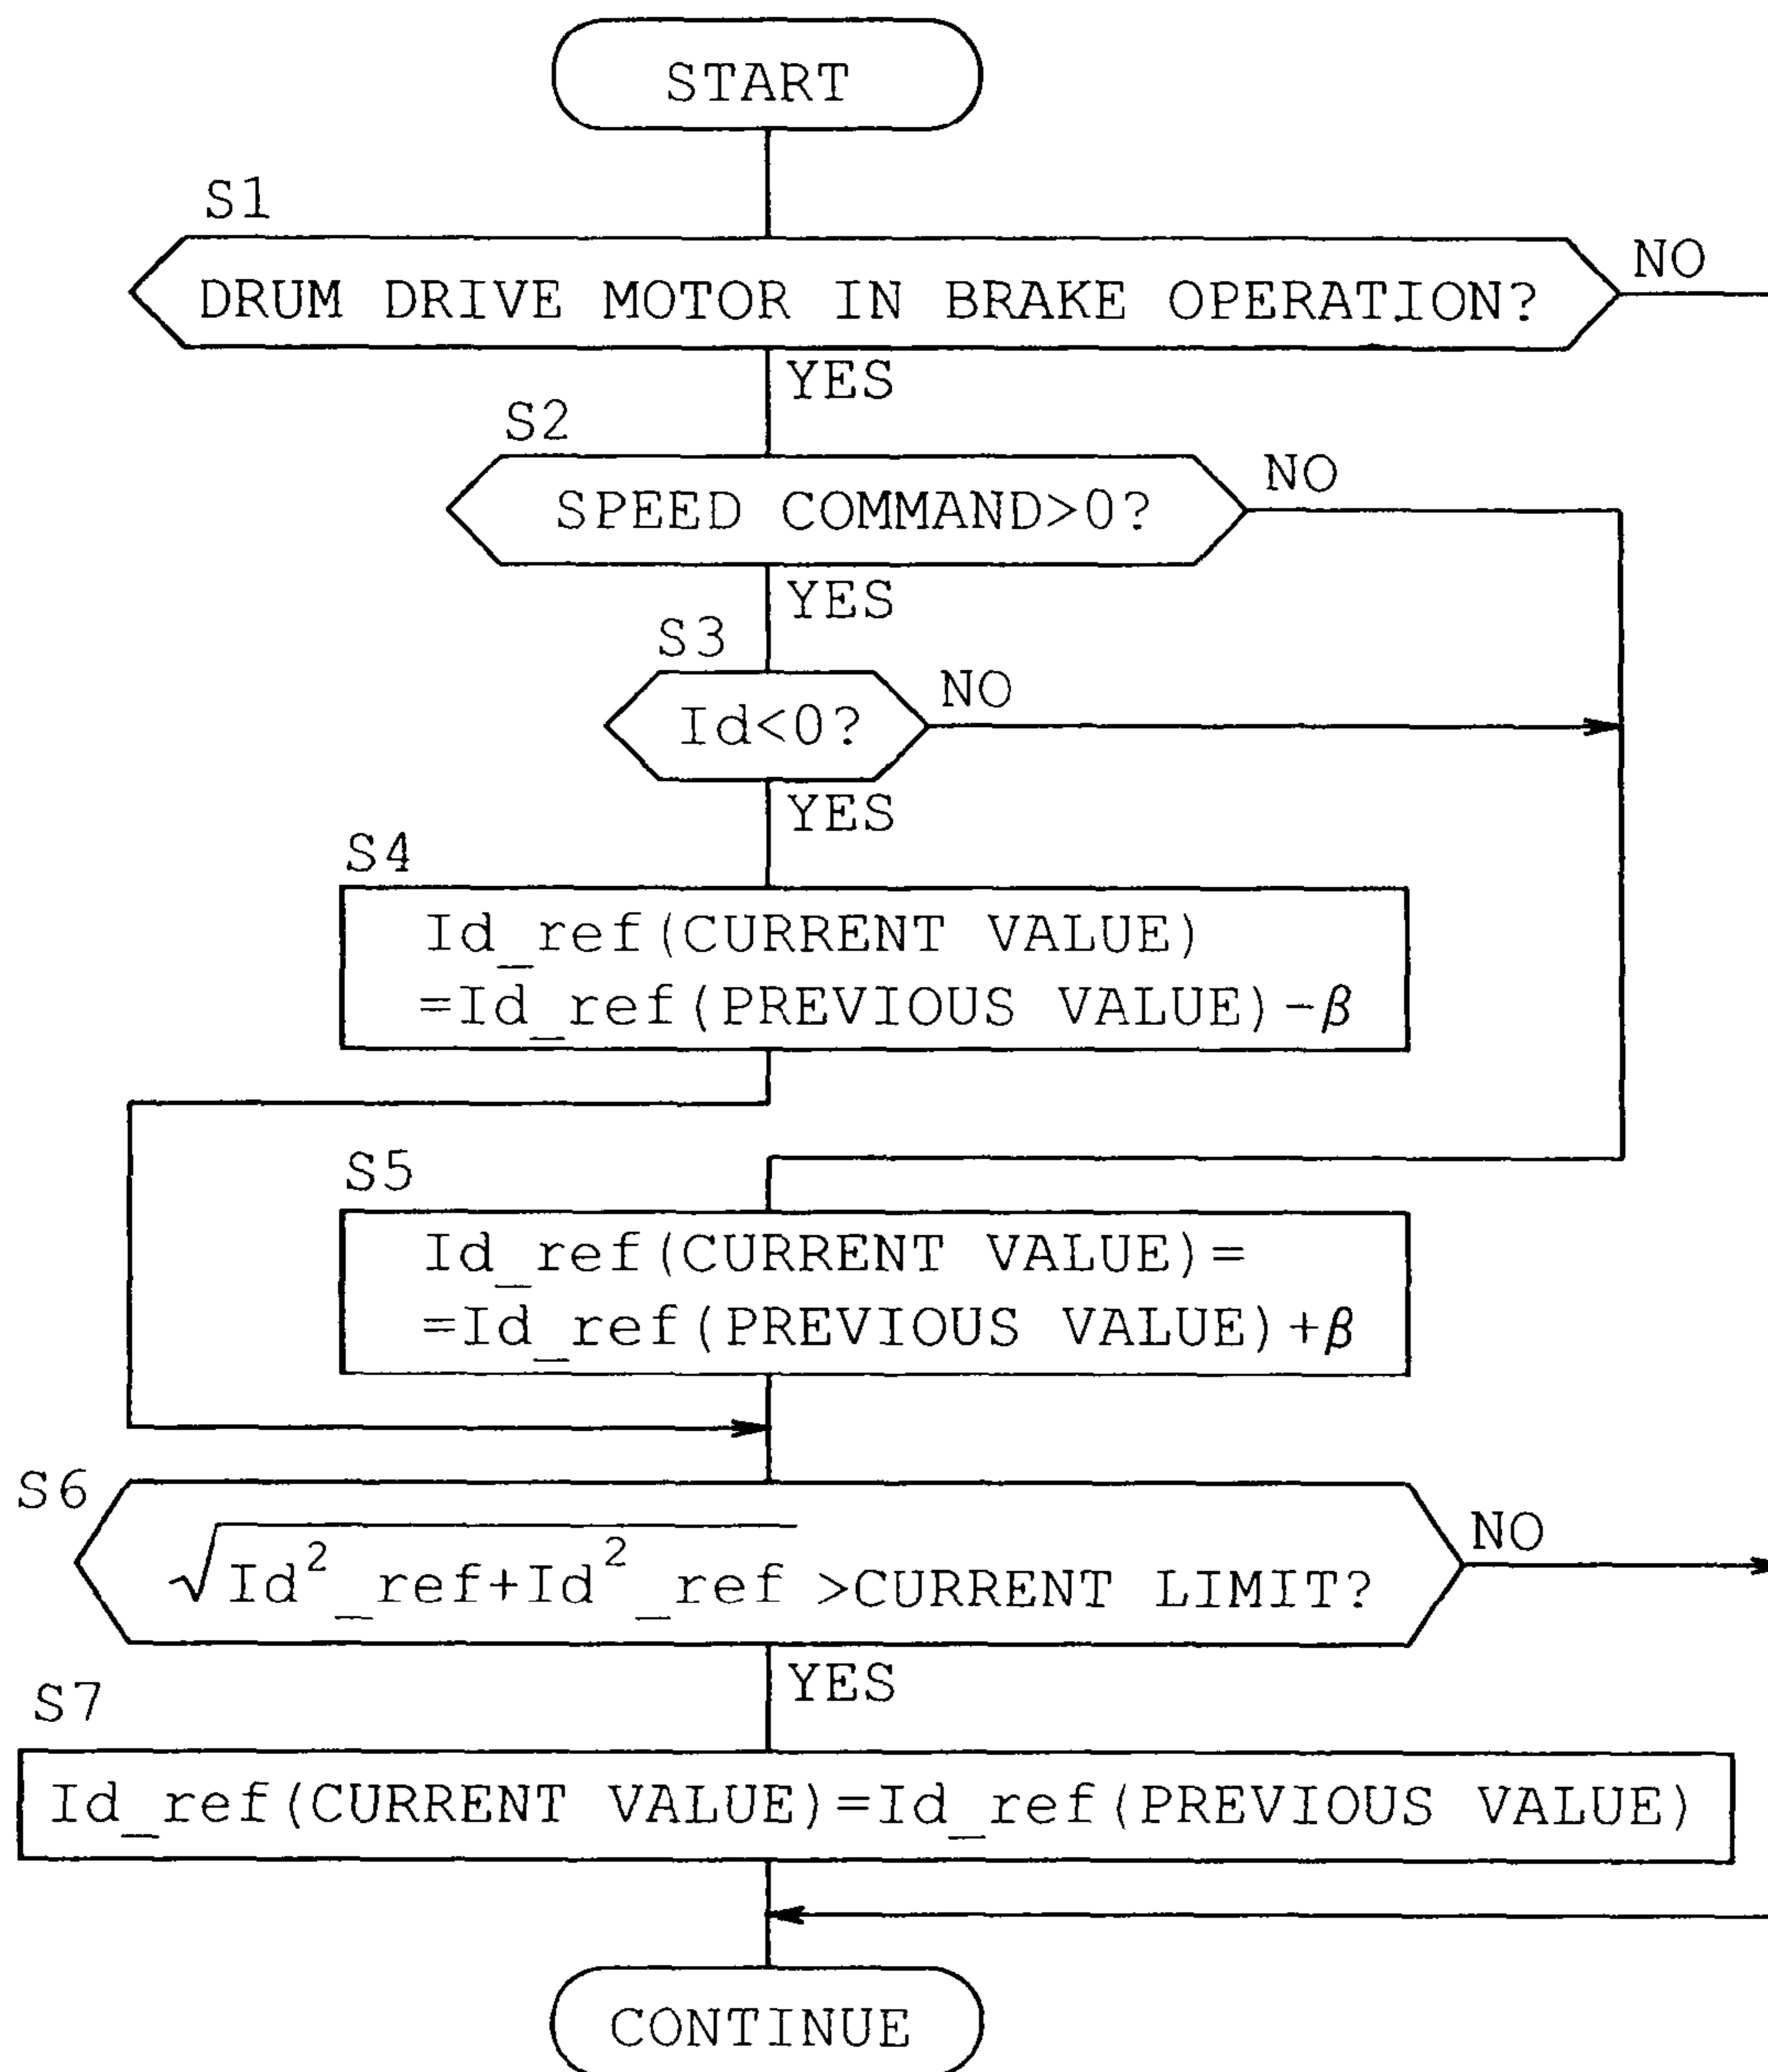 START
S1
DRUM DRIVE MOTOR IN BRAKE OPERATION?
NO
YES
S2
SPEED COMMAND>0?
NO
YES
S3
Id<0?
NO
YES
S4
Id_ref(CURRENT VALUE)
=Id_ref(PREVIOUS VALUE)-β
S5
Id_ref(CURRENT VALUE)=
=Id_ref(PREVIOUS VALUE)+β
S6
√Id²_ref+Id²_ref >CURRENT LIMIT?
NO
YES
S7
Id_ref(CURRENT VALUE)=Id_ref(PREVIOUS VALUE)
CONTINUE